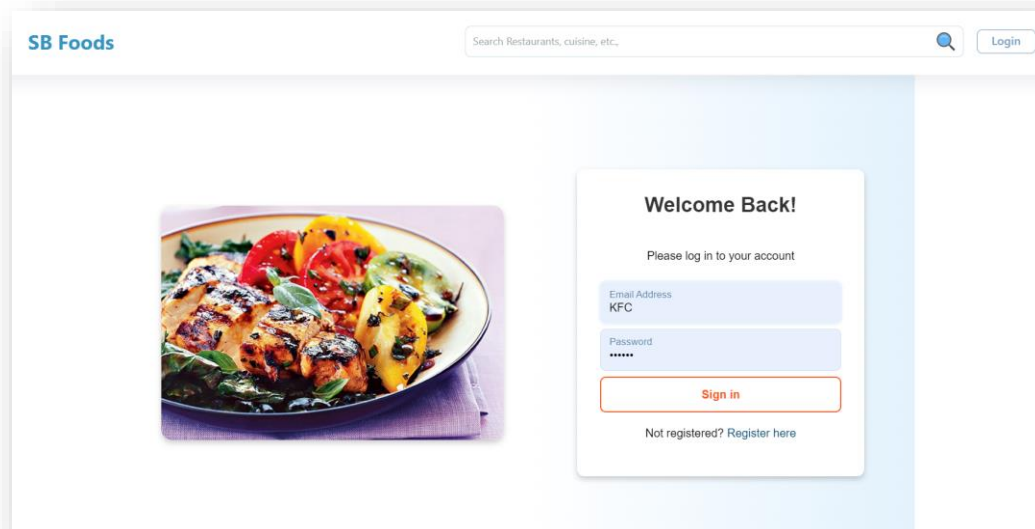 SB Foods
Search Restaurants, cuisine, etc.,
Login
Welcome Back!
Please log in to your account
Email Address
KFC
Password
••••••
Sign in
Not registered? Register here